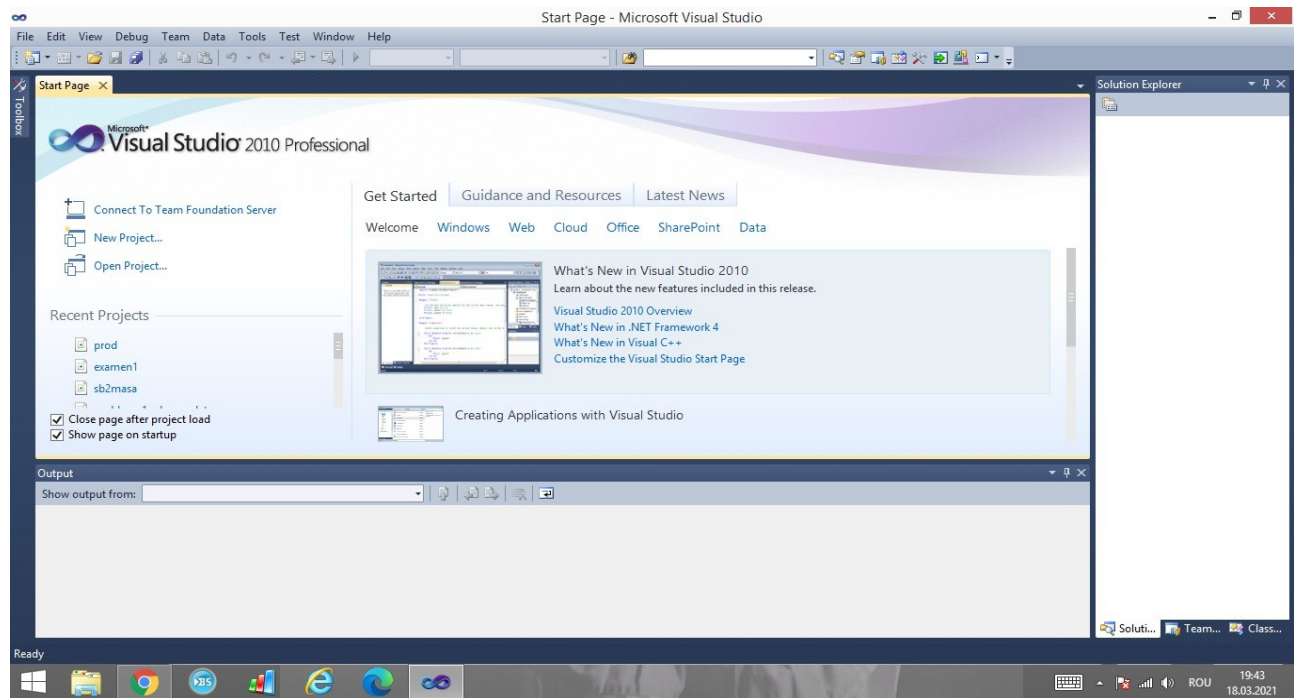 Start Page - Microsoft Visual Studio
File Edit View Debug Team Data Tools Test Window Help
Toolbox
Start Page
Solution Explorer
Microsoft
Visual Studio 2010 Professional
Connect To Team Foundation Server
New Project...
Open Project...
Recent Projects
prod
examen1
sb2masa
Close page after project load
Show page on startup
Get Started Guidance and Resources Latest News
Welcome Windows Web Cloud Office SharePoint Data
What's New in Visual Studio 2010
Learn about the new features included in this release.
Visual Studio 2010 Overview
What's New in .NET Framework 4
What's New in Visual C++
Customize the Visual Studio Start Page
Creating Applications with Visual Studio
Output
Show output from:
Soluti... Team... Class...
Ready
ROU
19:43
18.03.2021